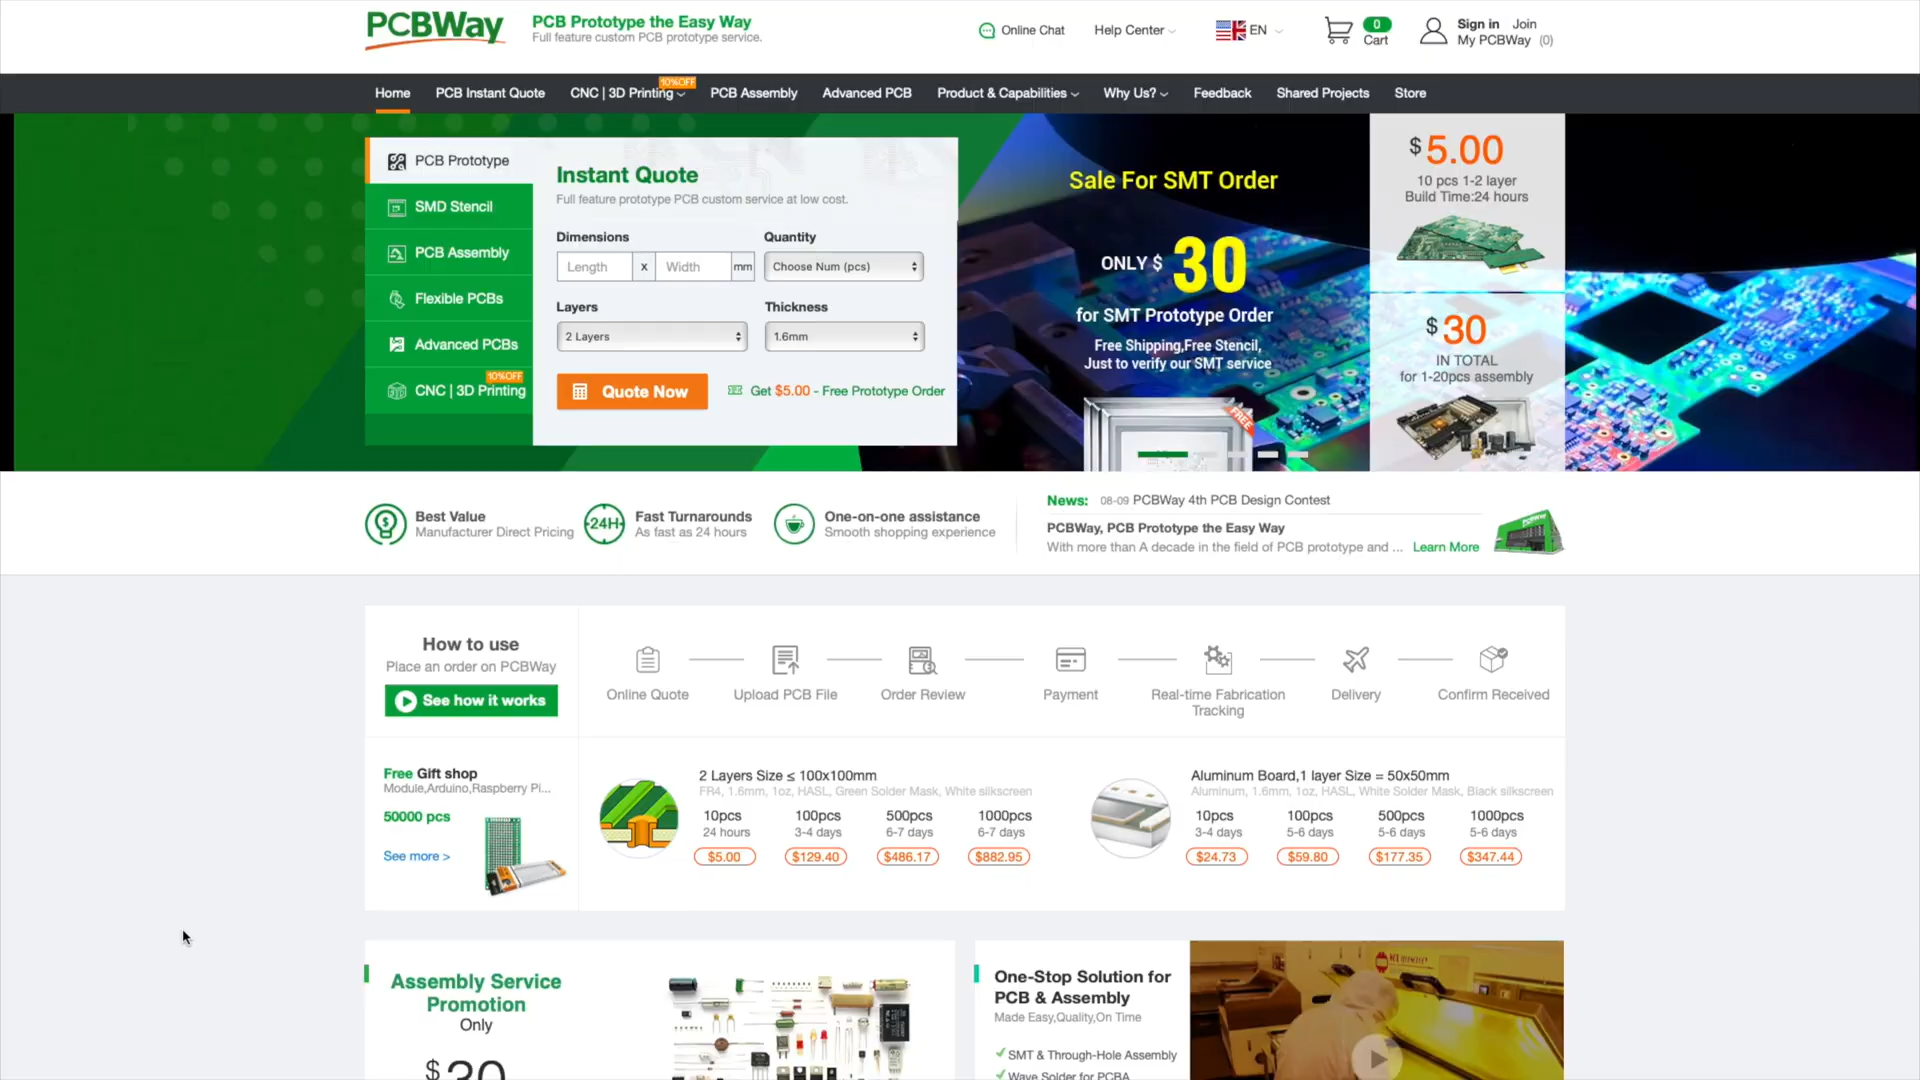 PCBWay
PCB Prototype the Easy Way
Full feature custom PCB prototype service.
Online Chat
Help Center
EN
0
Cart
Sign in Join
My PCBWay (0)
Home
PCB Instant Quote
CNC | 3D Printing
10%OFF
PCB Assembly
Advanced PCB
Product & Capabilities
Why Us?
Feedback
Shared Projects
Store
PCB Prototype
SMD Stencil
PCB Assembly
Flexible PCBs
Advanced PCBs
10%OFF
CNC | 3D Printing
Instant Quote
Full feature prototype PCB custom service at low cost.
Dimensions
Quantity
Length x Width mm
Choose Num (pcs)
Layers
Thickness
2 Layers
1.6mm
Quote Now
Get $5.00 - Free Prototype Order
Sale For SMT Order
ONLY $ 30
for SMT Prototype Order
Free Shipping,Free Stencil,
Just to verify our SMT service
FREE
$5.00
10 pcs 1-2 layer
Build Time:24 hours
$30
IN TOTAL
for 1-20pcs assembly
Best Value
Manufacturer Direct Pricing
24H
Fast Turnarounds
As fast as 24 hours
One-on-one assistance
Smooth shopping experience
News: 08-09 PCBWay 4th PCB Design Contest
PCBWay, PCB Prototype the Easy Way
With more than A decade in the field of PCB prototype and ... Learn More
How to use
Place an order on PCBWay
See how it works
Online Quote
Upload PCB File
Order Review
Payment
Real-time Fabrication
Tracking
Delivery
Confirm Received
Free Gift shop
Module,Arduino,Raspberry Pi...
50000 pcs
See more >
2 Layers Size ≤ 100x100mm
FR4, 1.6mm, 1oz, HASL, Green Solder Mask, White silkscreen
10pcs 100pcs 500pcs 1000pcs
24 hours 3-4 days 6-7 days 6-7 days
$5.00 $129.40 $486.17 $882.95
Aluminum Board,1 layer Size = 50x50mm
Aluminum, 1.6mm, 1oz, HASL, White Solder Mask, Black silkscreen
10pcs 100pcs 500pcs 1000pcs
3-4 days 5-6 days 5-6 days 5-6 days
$24.73 $59.80 $177.35 $347.44
Assembly Service
Promotion
Only
$30
One-Stop Solution for
PCB & Assembly
Made Easy,Quality,On Time
SMT & Through-Hole Assembly
Wave Solder for PCBA